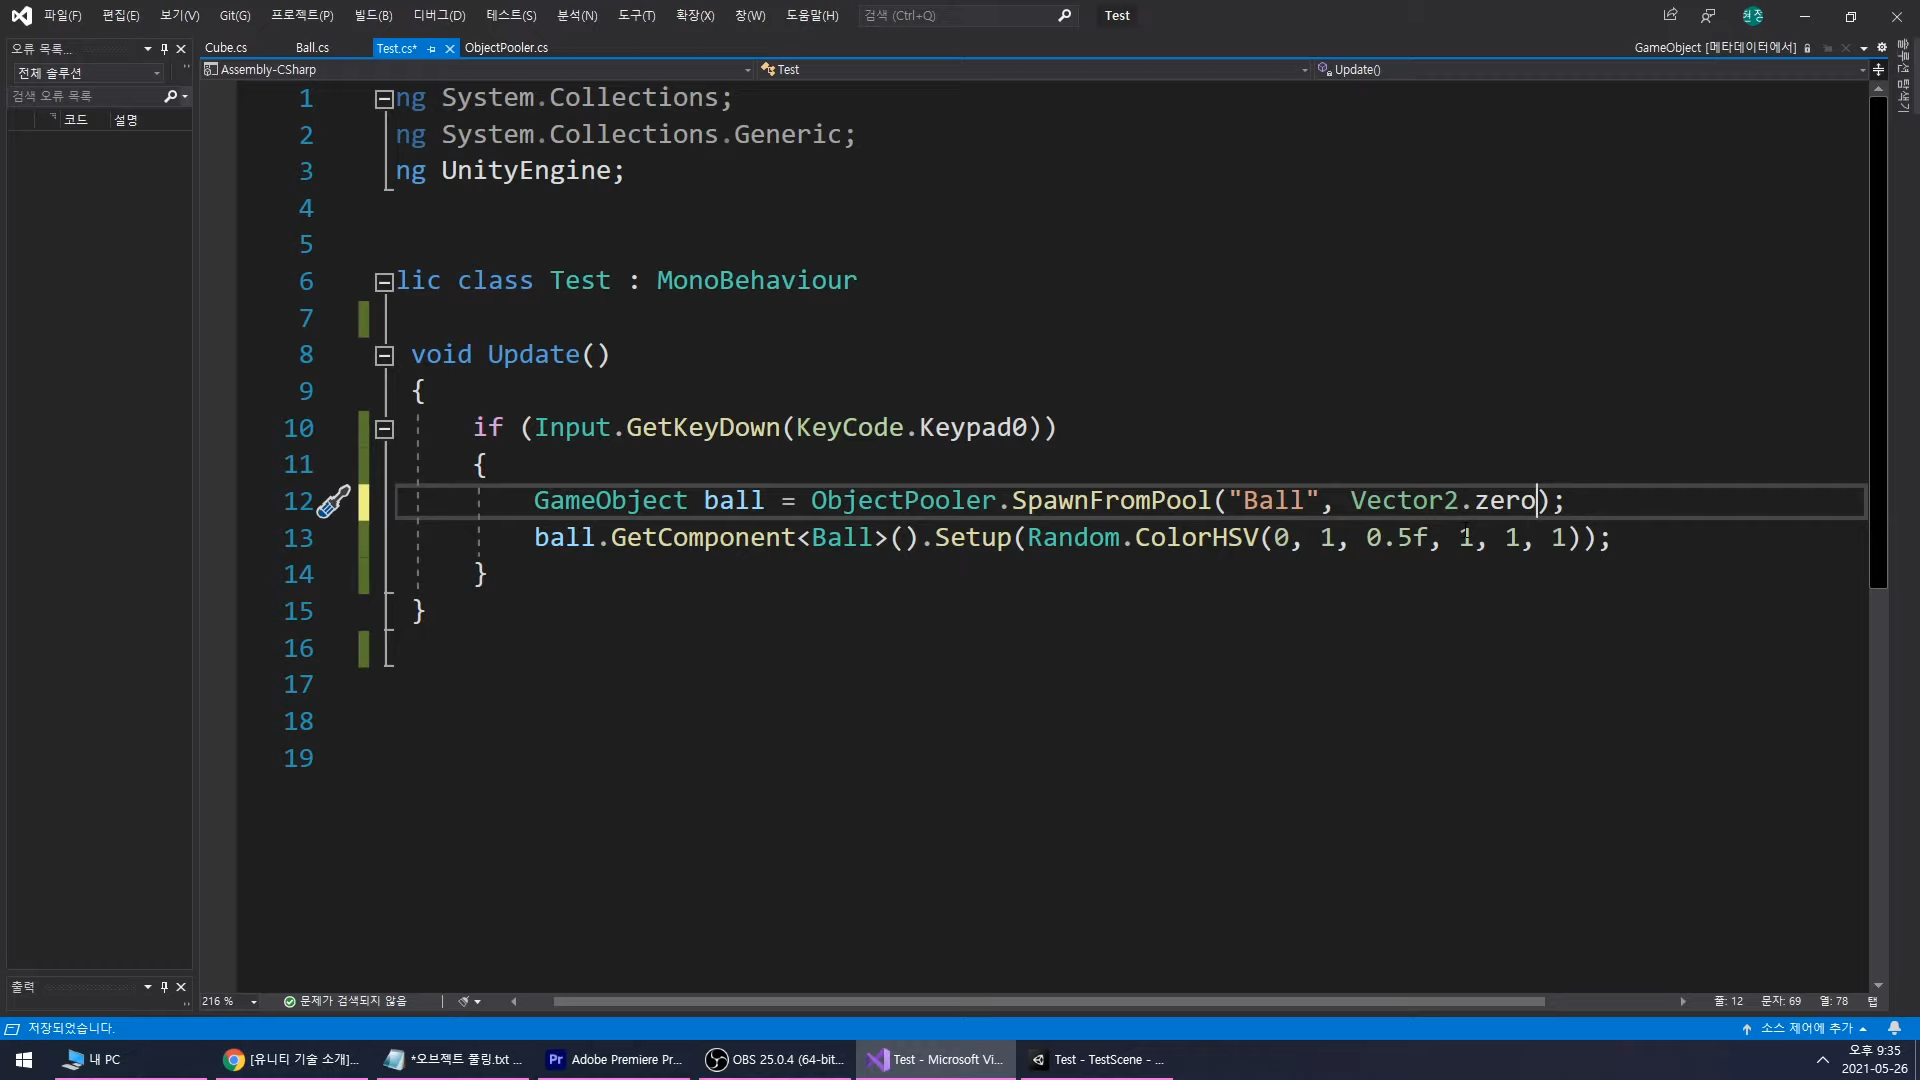 파일(F) 편집(E) 보기(V) Git(G) 프로젝트(P) 빌드(B) 디버그(D) 테스트(S) 분석(N) 도구(T) 확장(X) 창(W) 도움말(H) 검색 (Ctrl+Q) Test 원정
오류 목록... Cube.cs Ball.cs Test.cs* ObjectPooler.cs GameObject [메타데이터에서]
전체 솔루션 Assembly-CSharp Test Update()
검색 오류 목록
코드 설명
솔루션 탐색기
1 ng System.Collections;
2 ng System.Collections.Generic;
3 ng UnityEngine;
4
5
6 lic class Test : MonoBehaviour
7
8 void Update()
9 {
10 if (Input.GetKeyDown(KeyCode.Keypad0))
11 {
12 GameObject ball = ObjectPooler.SpawnFromPool("Ball", Vector2.zero);
13 ball.GetComponent<Ball>().Setup(Random.ColorHSV(0, 1, 0.5f, 1, 1, 1));
14 }
15 }
16
17
18
19
출력
216 % 문제가 검색되지 않음 줄: 12 문자: 69 열: 78 탭
저장되었습니다. 소스 제어에 추가
내 PC [유니티 기술 소개]... *오브젝트 풀링.txt ... Adobe Premiere Pr... OBS 25.0.4 (64-bit... Test - Microsoft Vi... Test - TestScene - ... 오후 9:35
2021-05-26